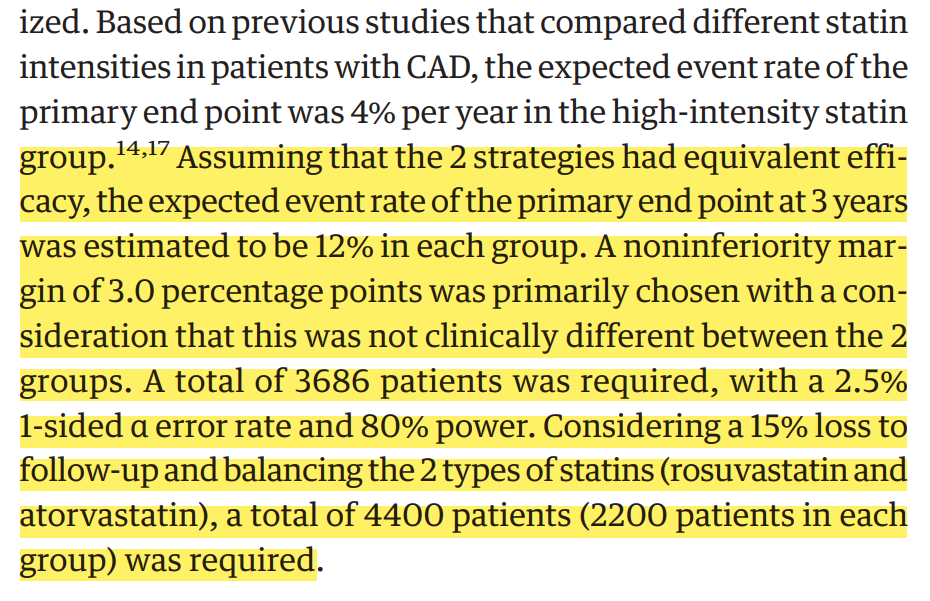 ized. Based on previous studies that compared different statin
intensities in patients with CAD, the expected event rate of the
primary end point was 4% per year in the high-intensity statin
group.14,17 Assuming that the 2 strategies had equivalent effi-
cacy, the expected event rate of the primary end point at 3 years
was estimated to be 12% in each group. A noninferiority mar-
gin of 3.0 percentage points was primarily chosen with a con-
sideration that this was not clinically different between the 2
groups. A total of 3686 patients was required, with a 2.5%
1-sided α error rate and 80% power. Considering a 15% loss to
follow-up and balancing the 2 types of statins (rosuvastatin and
atorvastatin), a total of 4400 patients (2200 patients in each
group) was required.